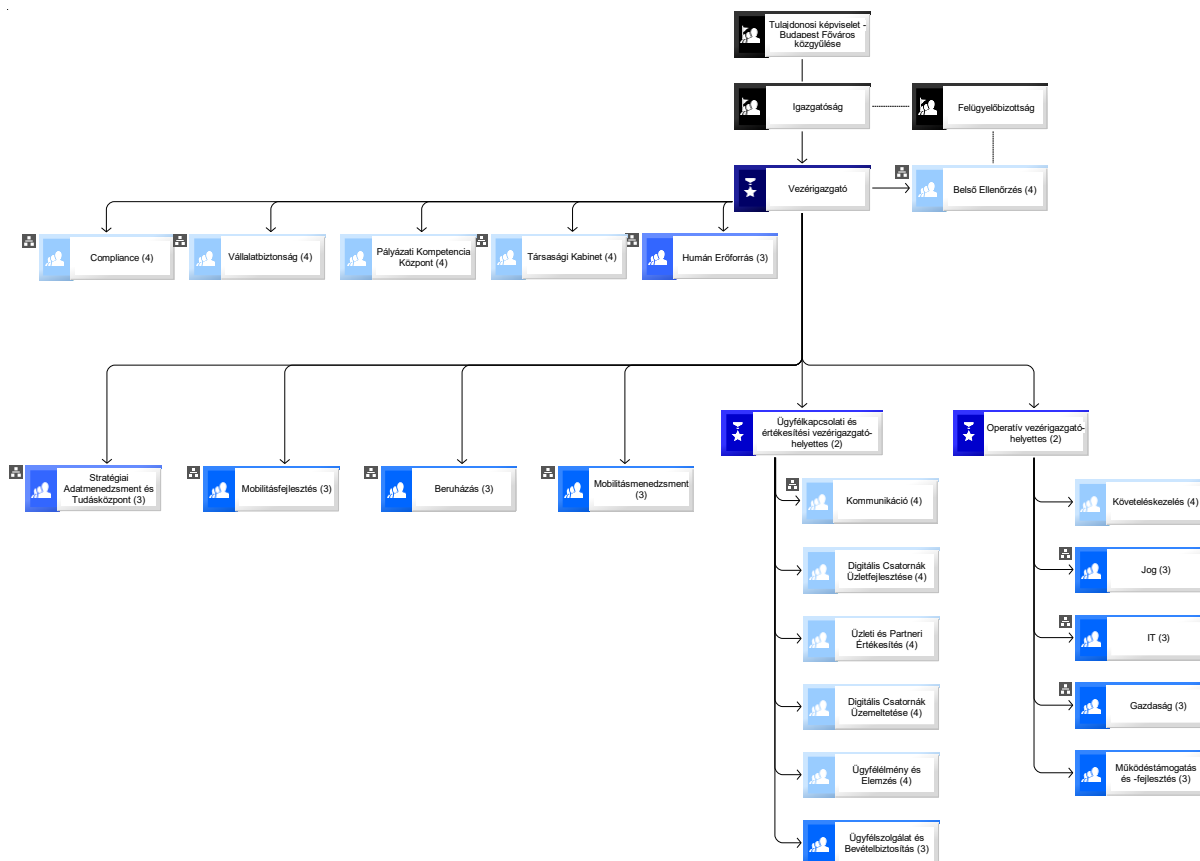 Tulajdonosi képviselet -
Budapest Főváros
közgyűlése
Igazgatóság
Felügyelőbizottság
Vezérigazgató
Belső Ellenőrzés (4)
Compliance (4)
Vállalatbiztonság (4)
Pályázati Kompetencia
Központ (4)
Társasági Kabinet (4)
Humán Erőforrás (3)
Ügyfélkapcsolati és
értékesítési vezérigazgató-
helyettes (2)
Operatív vezérigazgató-
helyettes (2)
Stratégiai
Adatmenedzsment és
Tudásközpont (3)
Mobilitásfejlesztés (3)
Beruházás (3)
Mobilitásmenedzsment
(3)
Kommunikáció (4)
Digitális Csatornák
Üzletfejlesztése (4)
Üzleti és Partneri
Értékesítés (4)
Digitális Csatornák
Üzemeltetése (4)
Ügyfélélmény és
Elemzés (4)
Ügyfélszolgálat és
Bevételbiztosítás (3)
Követeléskezelés (4)
Jog (3)
IT (3)
Gazdaság (3)
Működéstámogatás
és -fejlesztés (3)